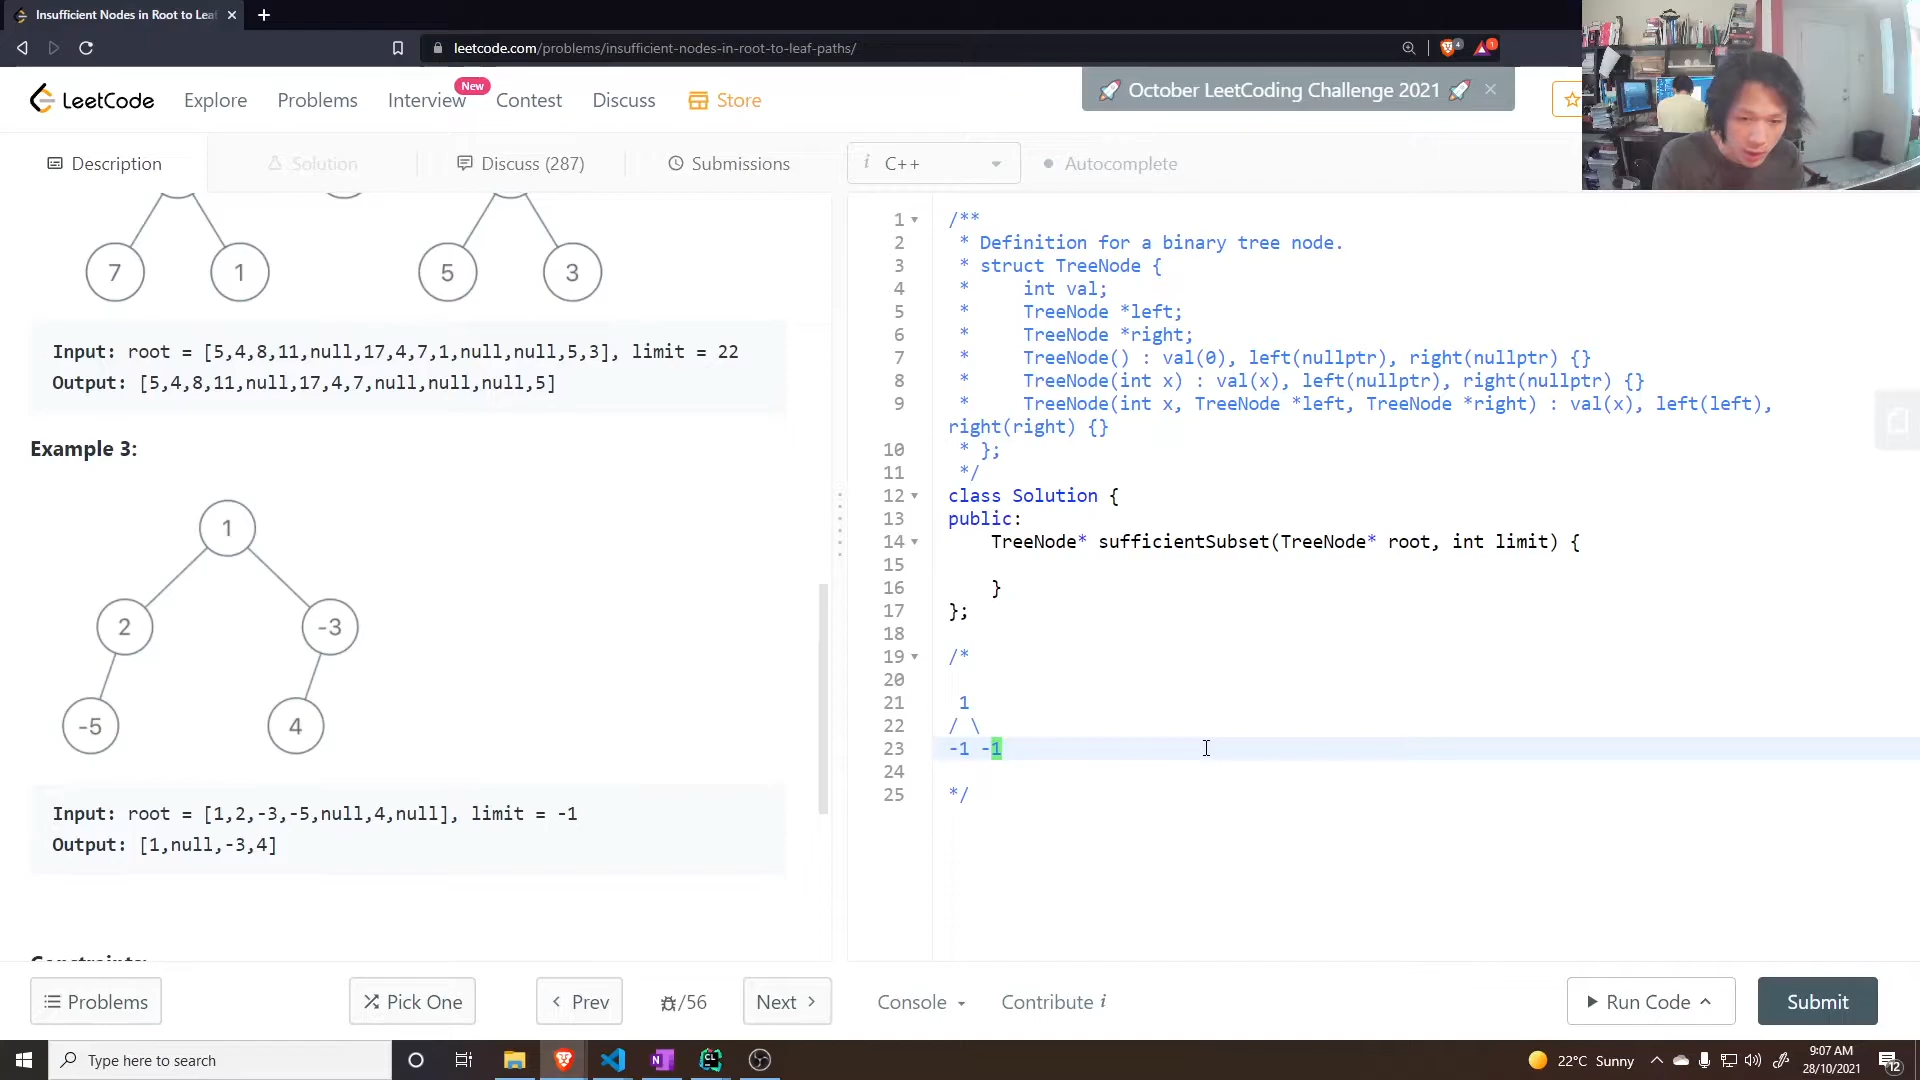 Insufficient Nodes in Root to Lea
leetcode.com/problems/insufficient-nodes-in-root-to-leaf-paths/
4
1
LeetCode
Explore
Problems
Interview
New
Contest
Discuss
Store
🚀 October LeetCoding Challenge 2021 🚀
Description
Solution
Discuss (287)
Submissions
i C++
Autocomplete
7
1
5
3
Input: root = [5,4,8,11,null,17,4,7,1,null,null,5,3], limit = 22
Output: [5,4,8,11,null,17,4,7,null,null,null,5]
Example 3:
1
2
-3
-5
4
Input: root = [1,2,-3,-5,null,4,null], limit = -1
Output: [1,null,-3,4]
Constraints:
1 /**
2 * Definition for a binary tree node.
3 * struct TreeNode {
4 *     int val;
5 *     TreeNode *left;
6 *     TreeNode *right;
7 *     TreeNode() : val(0), left(nullptr), right(nullptr) {}
8 *     TreeNode(int x) : val(x), left(nullptr), right(nullptr) {}
9 *     TreeNode(int x, TreeNode *left, TreeNode *right) : val(x), left(left),
right(right) {}
10 * };
11 */
12 class Solution {
13 public:
14     TreeNode* sufficientSubset(TreeNode* root, int limit) {
15
16     }
17 };
18
19 /*
20
21  1
22 / \
23 -1 -1
24
25 */
Problems
Pick One
Prev
/56
Next
Console
Contribute i
Run Code
Submit
Type here to search
22°C Sunny
9:07 AM
28/10/2021
12